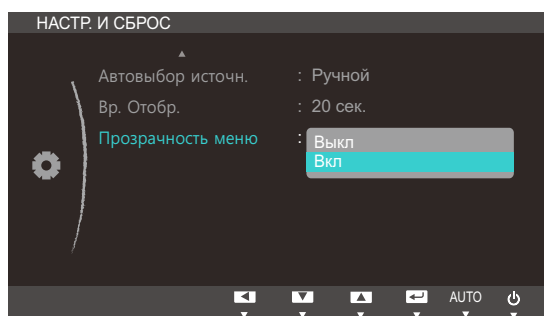 НАСТР. И СБРОС
Автовыбор источн. : Ручной
Вр. Отобр. : 20 сек.
Прозрачность меню : Выкл
Вкл
AUTO